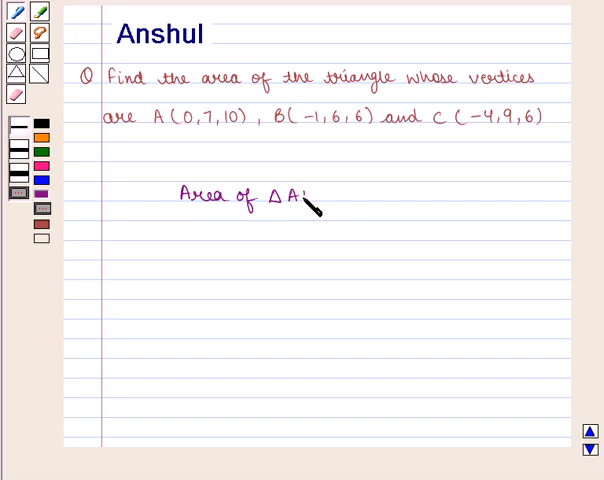 Anshul
Q Find the area of the triangle whose vertices
are A (0,7,10), B(-1,6,6) and C (-4,9,6)
Area of Δ A